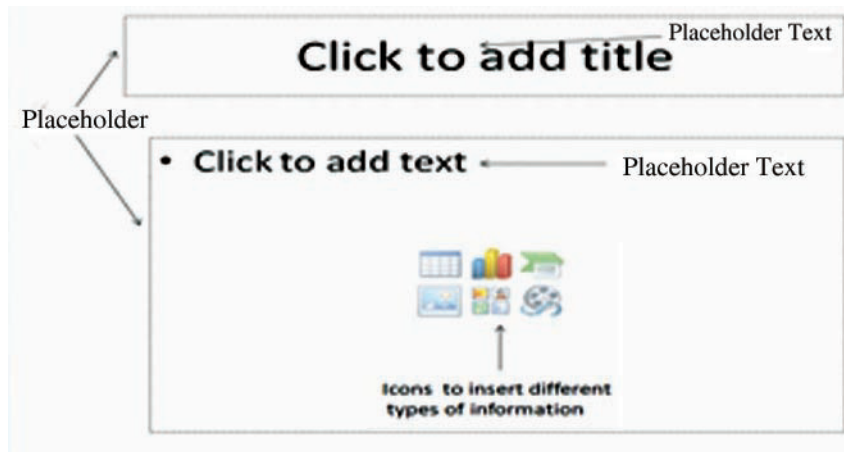 Placeholder Text
Click to add title
Placeholder
• Click to add text
Placeholder Text
Icons to insert different
types of information